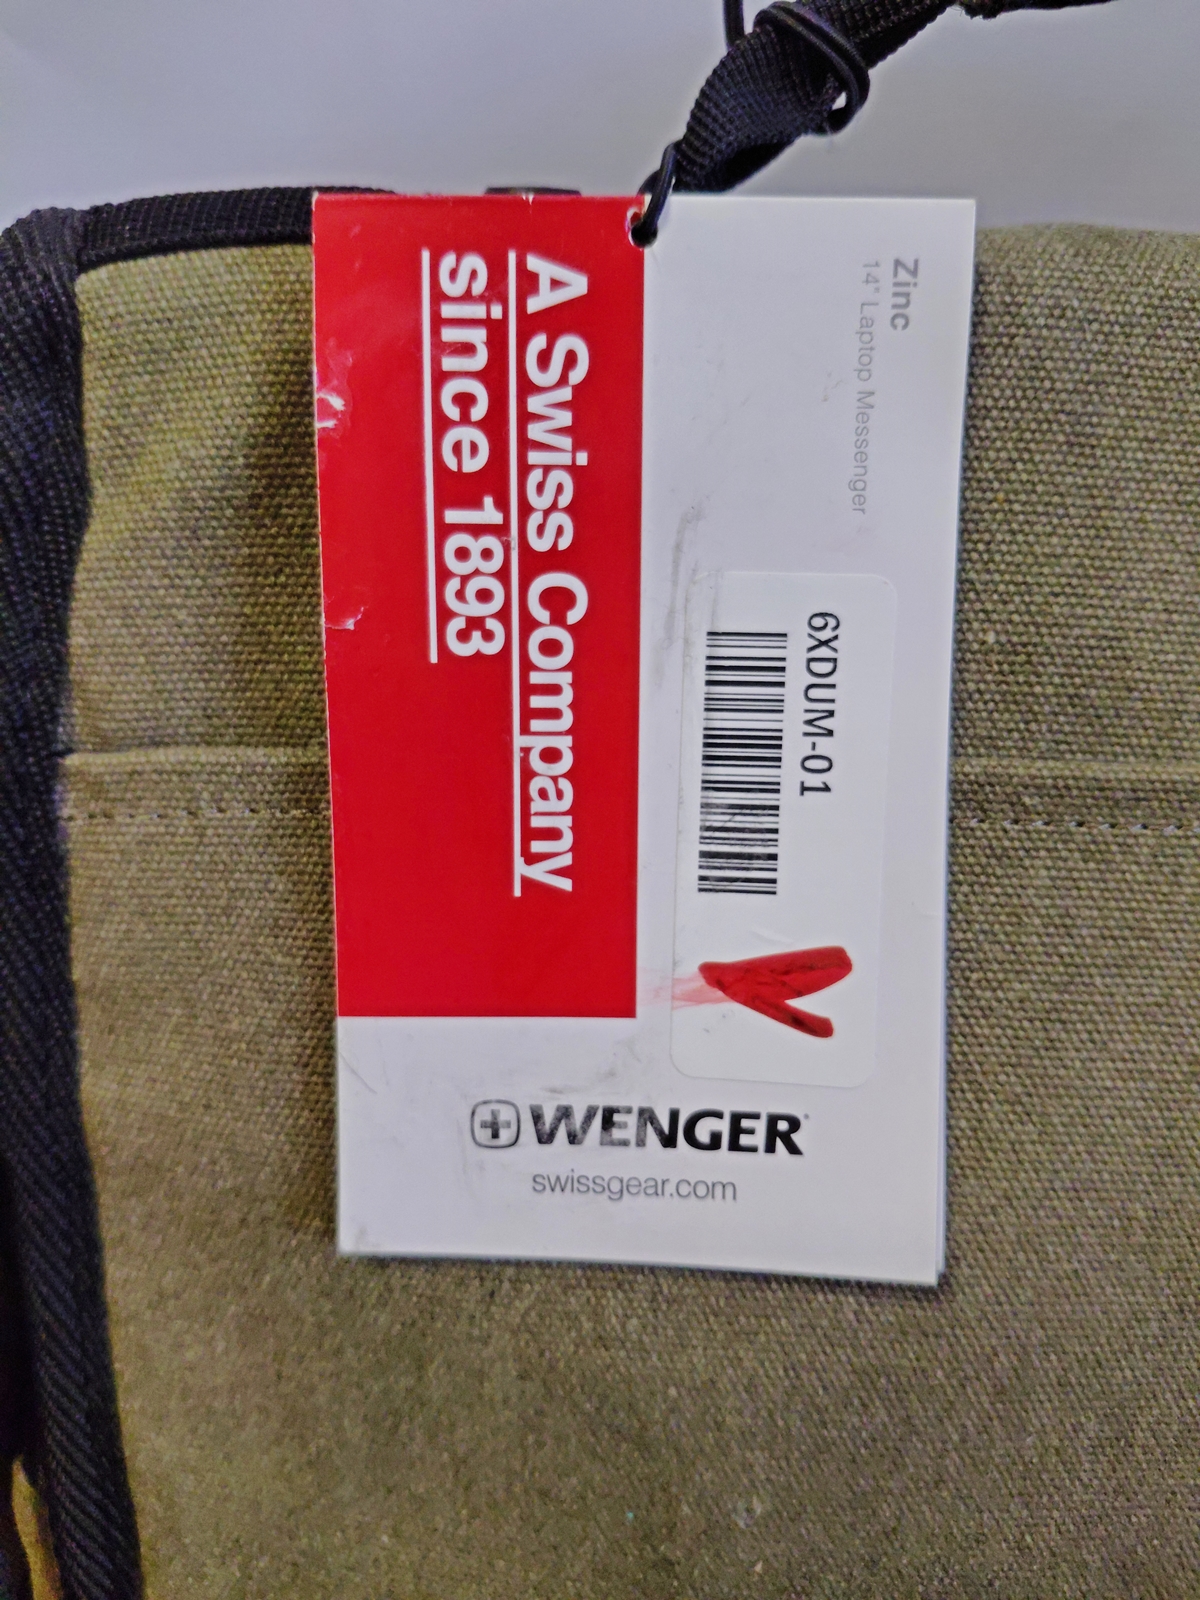 Zinc
14" Laptop Messenger
A Swiss Company
since 1893
6XDUM-01
WENGER
swissgear.com